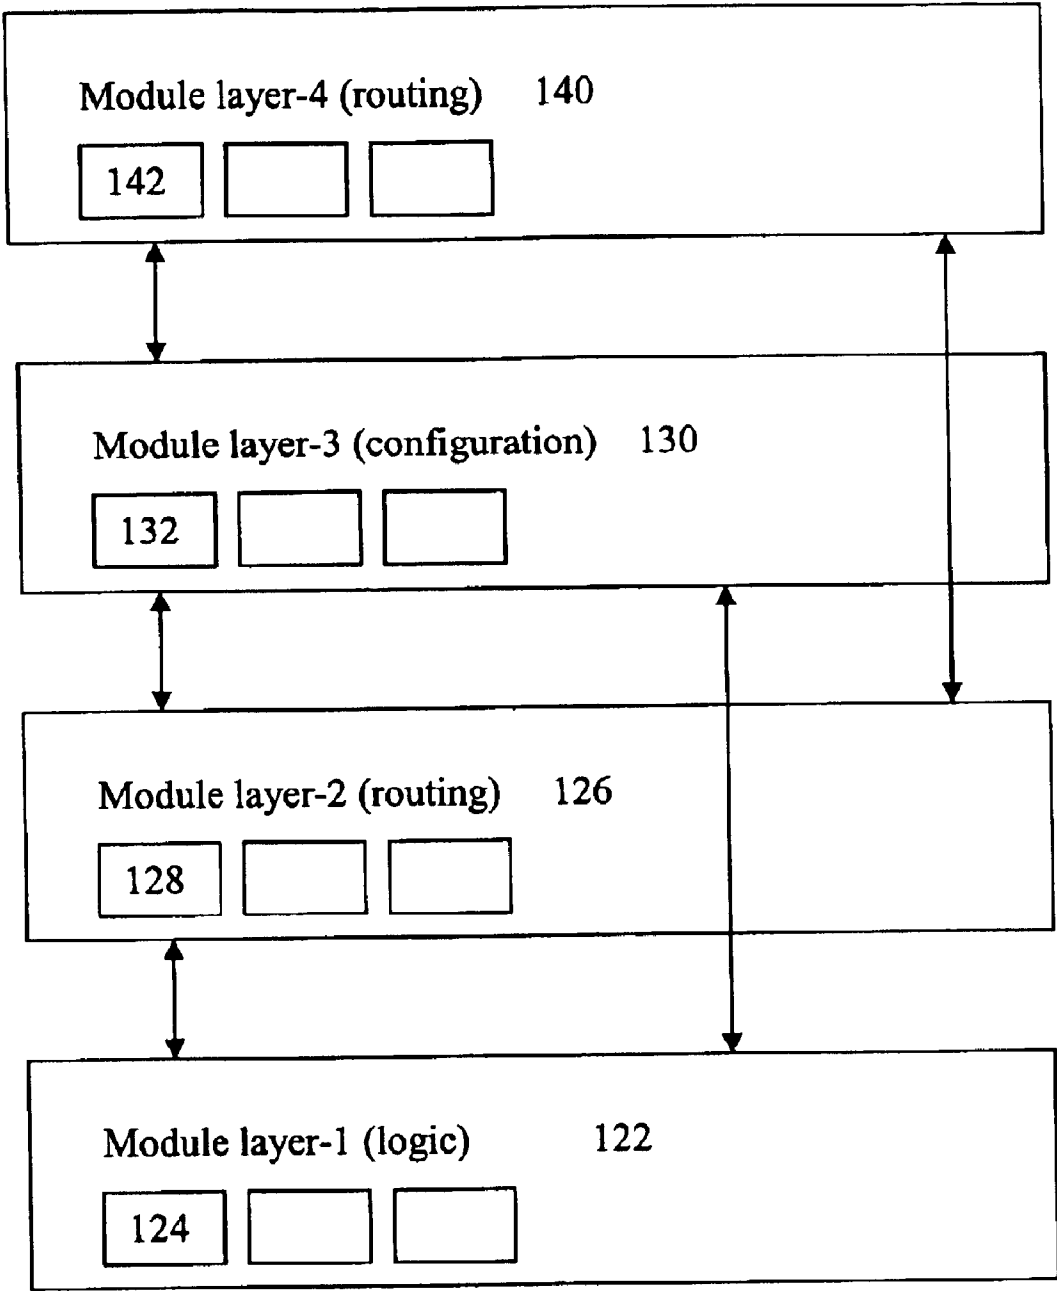 Module layer-4 (routing) 140
142
Module layer-3 (configuration) 130
132
Module layer-2 (routing) 126
128
Module layer-1 (logic) 122
124